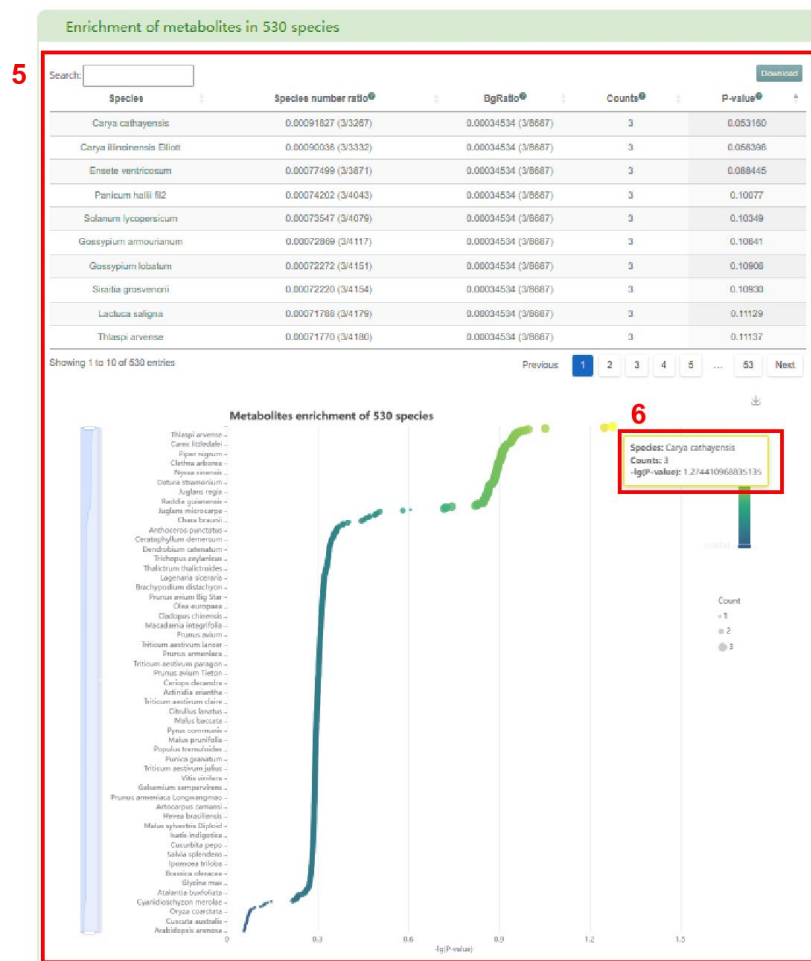 Enrichment of metabolites in 530 species
5
Search:
Download
Species Species number ratio BgRatio Counts P-value
Carya cathayensis 0.00091827 (3/3267) 0.00034534 (3/8687) 3 0.053160
Carya illinoinensis Elliott 0.00090036 (3/3332) 0.00034534 (3/8687) 3 0.056396
Ensete ventricosum 0.00077499 (3/3871) 0.00034534 (3/8687) 3 0.088445
Panicum hallii fil2 0.00074202 (3/4043) 0.00034534 (3/8687) 3 0.10077
Solanum lycopersicum 0.00073547 (3/4079) 0.00034534 (3/8687) 3 0.10349
Gossypium armourianum 0.00072869 (3/4117) 0.00034534 (3/8687) 3 0.10641
Gossypium lobatum 0.00072272 (3/4151) 0.00034534 (3/8687) 3 0.10906
Siraitia grosvenorii 0.00072220 (3/4154) 0.00034534 (3/8687) 3 0.10930
Lactuca saligna 0.00071788 (3/4179) 0.00034534 (3/8687) 3 0.11129
Thlaspi arvense 0.00071770 (3/4180) 0.00034534 (3/8687) 3 0.11137
Showing 1 to 10 of 530 entries
Previous 1 2 3 4 5 ... 53 Next
Metabolites enrichment of 530 species
6
Species: Carya cathayensis
Counts: 3
-lg(P-value): 1.274410968835135
Thlaspi arvense
Carex littledalei
Piper nigrum
Clethra arborea
Nyssa sinensis
Datura stramonium
Juglans regia
Raddia guianensis
Juglans microcarpa
Chara braunii
Anthoceros punctatus
Ceratophyllum demersum
Dendrobium catenatum
Trichopus zeylanicus
Thalictrum thalictroides
Lagenaria siceraria
Brachypodium distachyon
Prunus avium Big Star
Olea europaea
Cladopus chinensis
Macadamia integrifolia
Prunus avium
Triticum aestivum lancer
Prunus armeniaca
Triticum aestivum paragon
Prunus avium Tieton
Ceriops decandra
Actinidia eriantha
Triticum aestivum claire
Citrullus lanatus
Malus baccata
Pyrus communis
Malus prunifolia
Populus tremuloides
Punica granatum
Triticum aestivum julius
Vitis vinifera
Gelsemium sempervirens
Prunus armeniaca Longwangmao
Artocarpus camansi
Hevea brasiliensis
Malus sylvestris Diploid
Isatis indigotica
Cucurbita pepo
Salvia splendens
Ipomoea triloba
Brassica oleracea
Glycine max
Atalantia buxfoliata
Cyanidioschyzon merolae
Oryza coarctata
Cuscuta australis
Arabidopsis arenosa
Count
1
2
3
0 0.3 0.6 0.9 1.2 1.5
-lg(P-value)